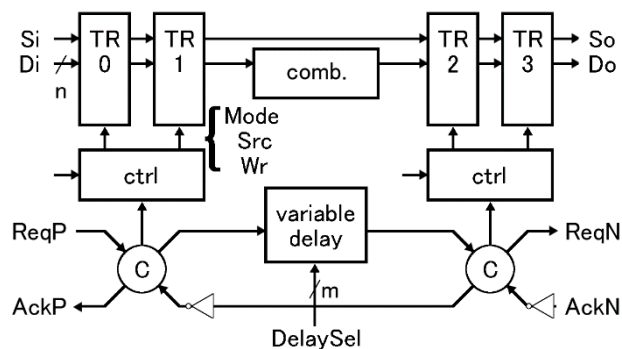 Si
Di
n
TR
0
TR
1
comb.
TR
2
TR
3
So
Do
Mode
Src
Wr
ctrl
ctrl
ReqP
variable
delay
ReqN
C
C
AckP
m
AckN
DelaySel